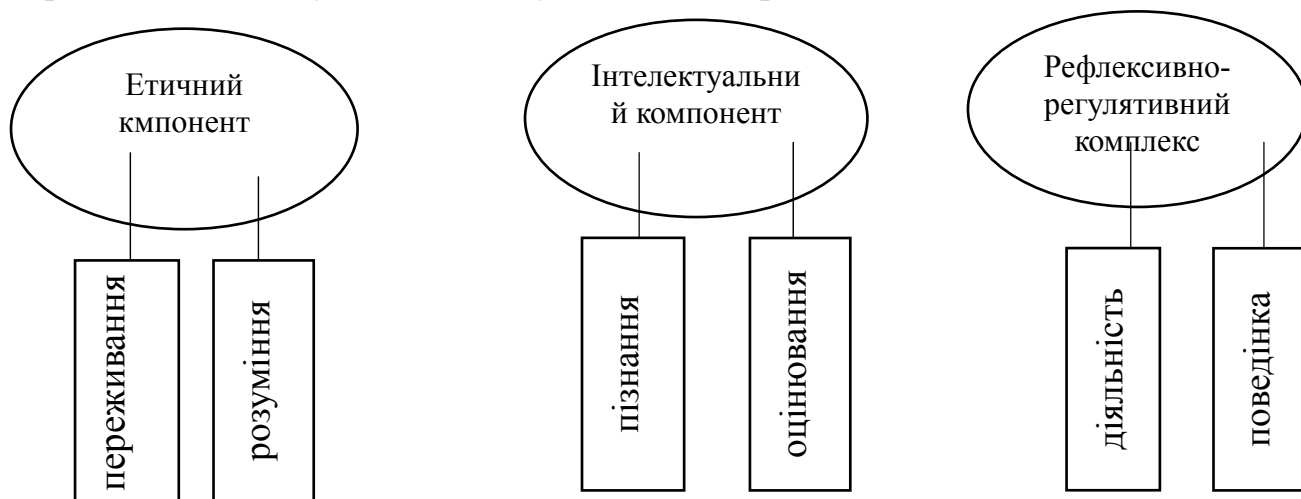 Етичний
кмпонент
Інтелектуальни
й компонент
Рефлексивно-
регулятивний
комплекс
переживання
розуміння
пізнання
оцінювання
діяльність
поведінка